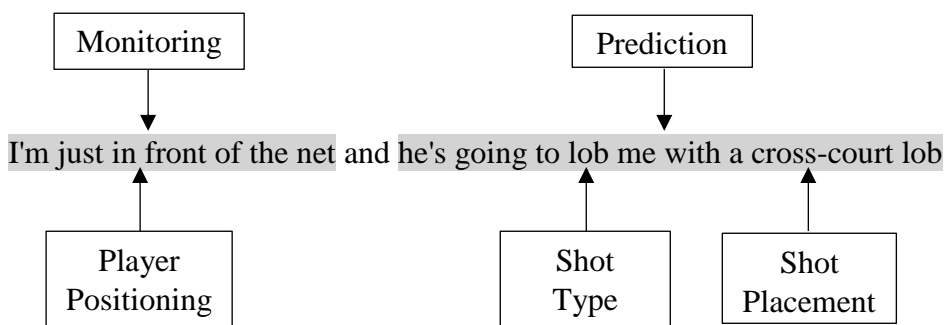 Monitoring Prediction
I'm just in front of the net and he's going to lob me with a cross-court lob
Player Shot Shot
Positioning Type Placement